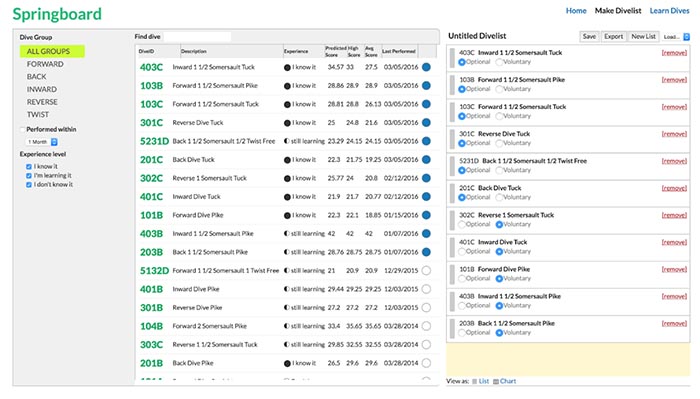 Springboard
Home Make Divelist Learn Dives
Dive Group
ALL GROUPS
FORWARD
BACK
INWARD
REVERSE
TWIST
Performed within
1 Month
Experience level
I know it
I'm learning it
I don't know it
Find dive
DiveID Description Experience Predicted Score High Score Avg Score Last Performed
403C Inward 1 1/2 Somersault Tuck I know it 34.57 33 27.5 03/05/2016
103B Forward 1 1/2 Somersault Pike I know it 28.86 28.9 28.9 03/05/2016
103C Forward 1 1/2 Somersault Tuck I know it 28.81 28.8 26.13 03/05/2016
301C Reverse Dive Tuck I know it 25 24.8 21.6 03/05/2016
5231D Back 1 1/2 Somersault 1/2 Twist Free still learning 23.29 24.15 24.15 03/05/2016
201C Back Dive Tuck I know it 22.3 21.75 19.25 03/05/2016
302C Reverse 1 Somersault Tuck I know it 25.77 24 20.8 02/12/2016
401C Inward Dive Tuck I know it 21.9 21.7 20.77 02/12/2016
101B Forward Dive Pike I know it 22.3 22.1 18.85 01/15/2016
403B Inward 1 1/2 Somersault Pike still learning 42 42 42 01/07/2016
203B Back 1 1/2 Somersault Pike still learning 28.76 28.75 28.75 01/07/2016
5132D Forward 1 1/2 Somersault 1 Twist Free still learning 21 20.9 20.9 12/29/2015
401B Inward Dive Pike still learning 29.44 29.25 29.25 12/03/2015
301B Reverse Dive Pike still learning 27.2 27.2 27.2 12/03/2015
104B Forward 2 Somersault Pike still learning 33.4 35.65 35.65 03/28/2014
303C Reverse 1 1/2 Somersault Tuck still learning 29.85 32.55 32.55 03/28/2014
201B Back Dive Pike I know it 26.5 29.6 29.6 03/28/2014
Untitled Divelist Save Export New List Load...
403C Inward 1 1/2 Somersault Tuck [remove]
Optional Voluntary
103B Forward 1 1/2 Somersault Pike [remove]
Optional Voluntary
103C Forward 1 1/2 Somersault Tuck [remove]
Optional Voluntary
301C Reverse Dive Tuck [remove]
Optional Voluntary
5231D Back 1 1/2 Somersault 1/2 Twist Free [remove]
Optional Voluntary
201C Back Dive Tuck [remove]
Optional Voluntary
302C Reverse 1 Somersault Tuck [remove]
Optional Voluntary
401C Inward Dive Tuck [remove]
Optional Voluntary
101B Forward Dive Pike [remove]
Optional Voluntary
403B Inward 1 1/2 Somersault Pike [remove]
Optional Voluntary
203B Back 1 1/2 Somersault Pike [remove]
Optional Voluntary
View as: List Chart